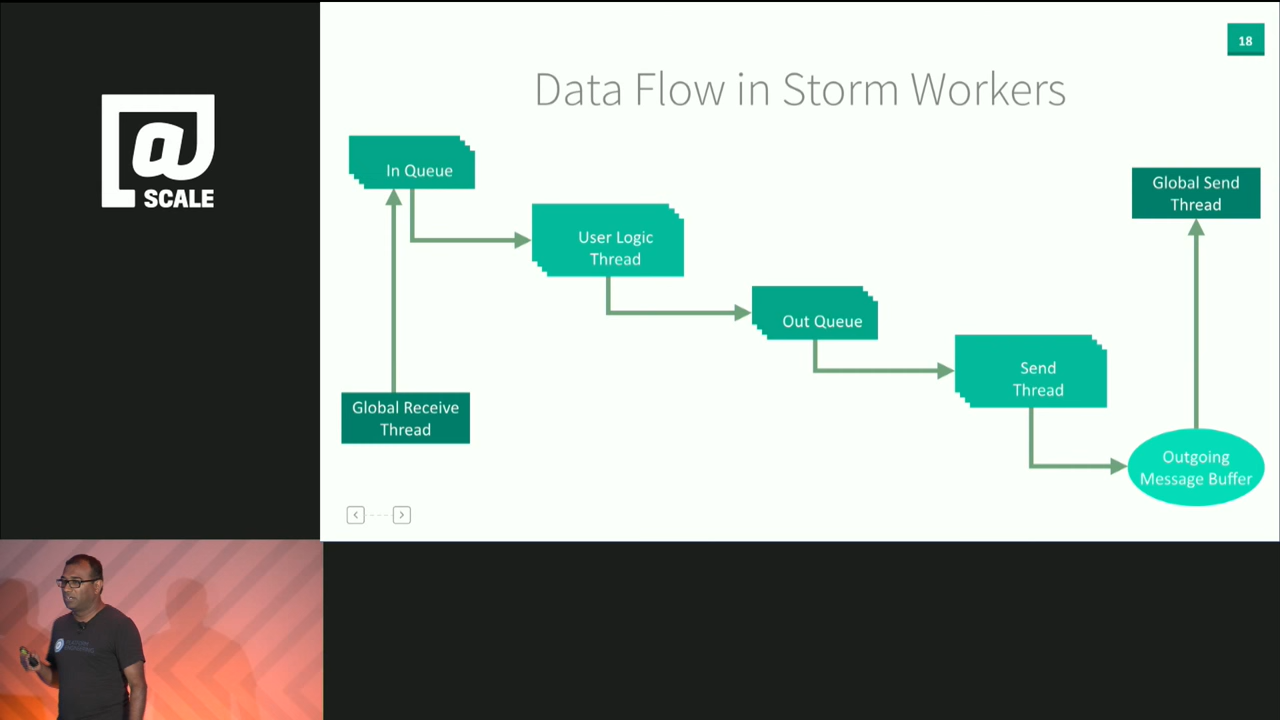 @
SCALE
18
Data Flow in Storm Workers
In Queue
User Logic
Thread
Out Queue
Send
Thread
Global Send
Thread
Global Receive
Thread
Outgoing
Message Buffer